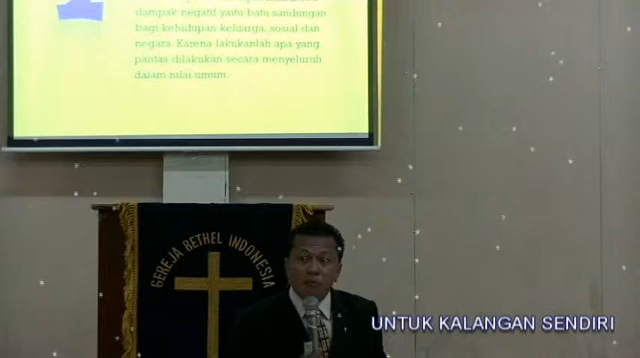 dampak negatif yaitu batu sandungan
bagi kehidupan keluarga, sosial dan
negara. Karena lakukanlah apa yang
pantas dilakukan secara menyeluruh
dalam nilai umum.
GEREJA BETHEL INDONESIA
UNTUK KALANGAN SENDIRI